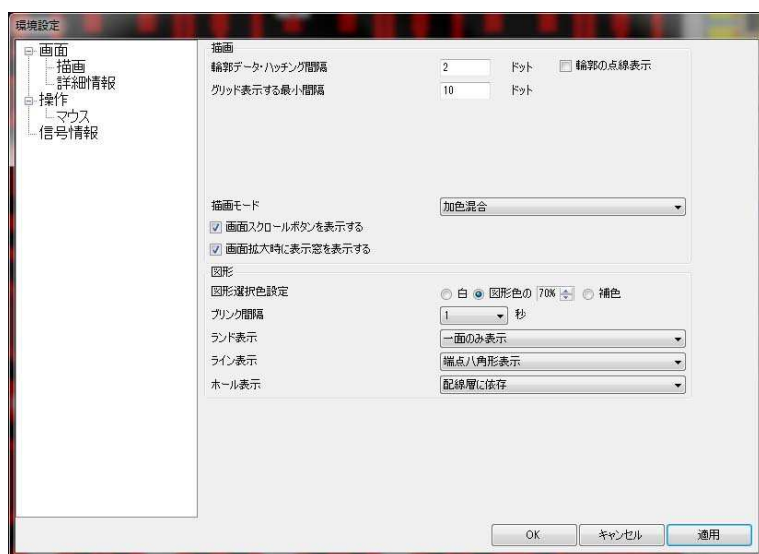 環境設定
画面
描画
詳細情報
操作
マウス
信号情報
描画
輪郭データ・ハッチング間隔 2 ドット 輪郭の点線表示
グリッド表示する最小間隔 10 ドット
描画モード 加色混合
画面スクロールボタンを表示する
画面拡大時に表示窓を表示する
図形
図形選択色設定 白 図形色の 70% 補色
ブリンク間隔 1 秒
ランド表示 一面のみ表示
ライン表示 端点八角形表示
ホール表示 配線層に依存
OK キャンセル 適用